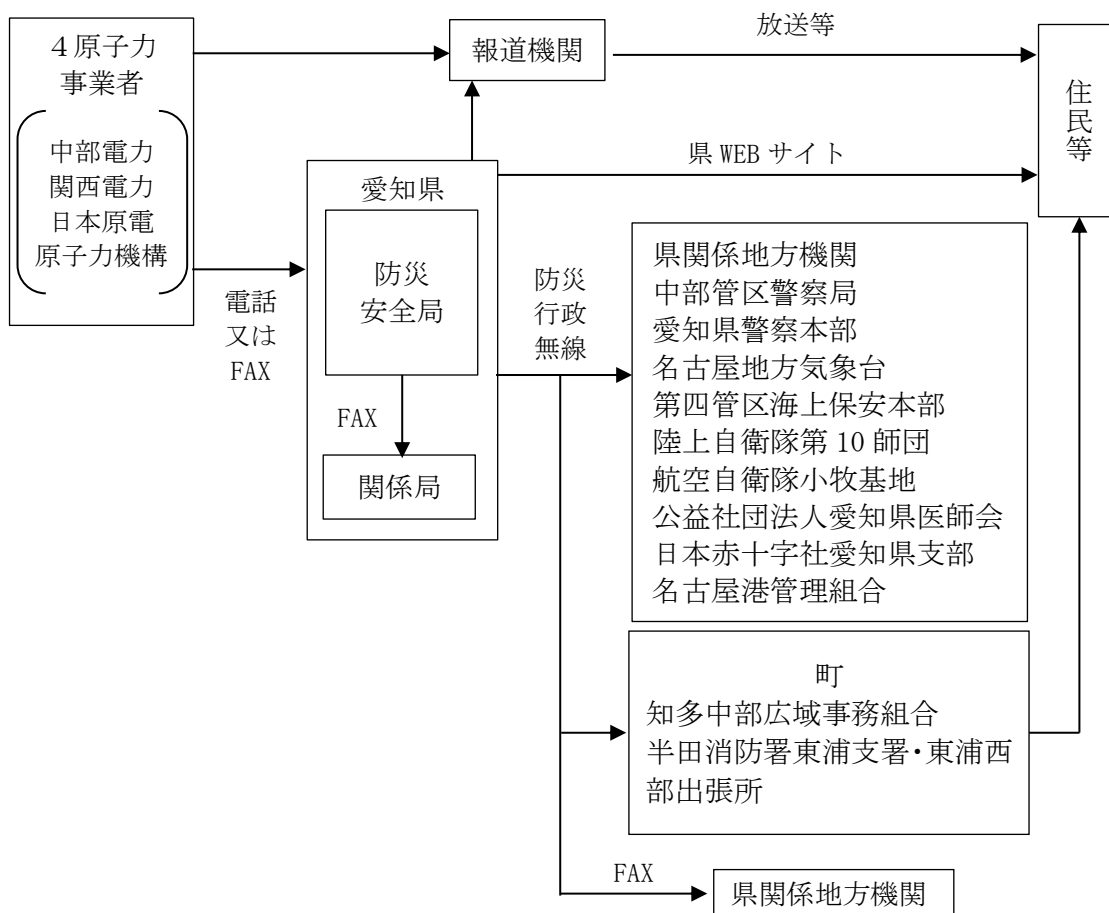 4原子力
事業者
中部電力
関西電力
日本原電
原子力機構
報道機関
放送等
住民等
県 WEB サイト
愛知県
防災
安全局
電話
又は
FAX
FAX
関係局
防災
行政
無線
県関係地方機関
中部管区警察局
愛知県警察本部
名古屋地方気象台
第四管区海上保安本部
陸上自衛隊第 10 師団
航空自衛隊小牧基地
公益社団法人愛知県医師会
日本赤十字社愛知県支部
名古屋港管理組合
町
知多中部広域事務組合
半田消防署東浦支署・東浦西
部出張所
FAX
県関係地方機関